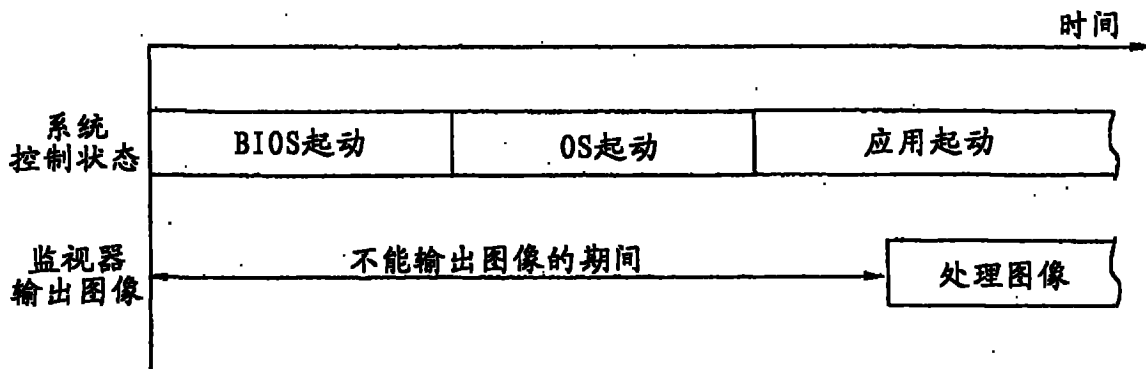 时间
系统
控制状态
BIOS起动
OS起动
应用起动
监视器
输出图像
不能输出图像的期间
处理图像